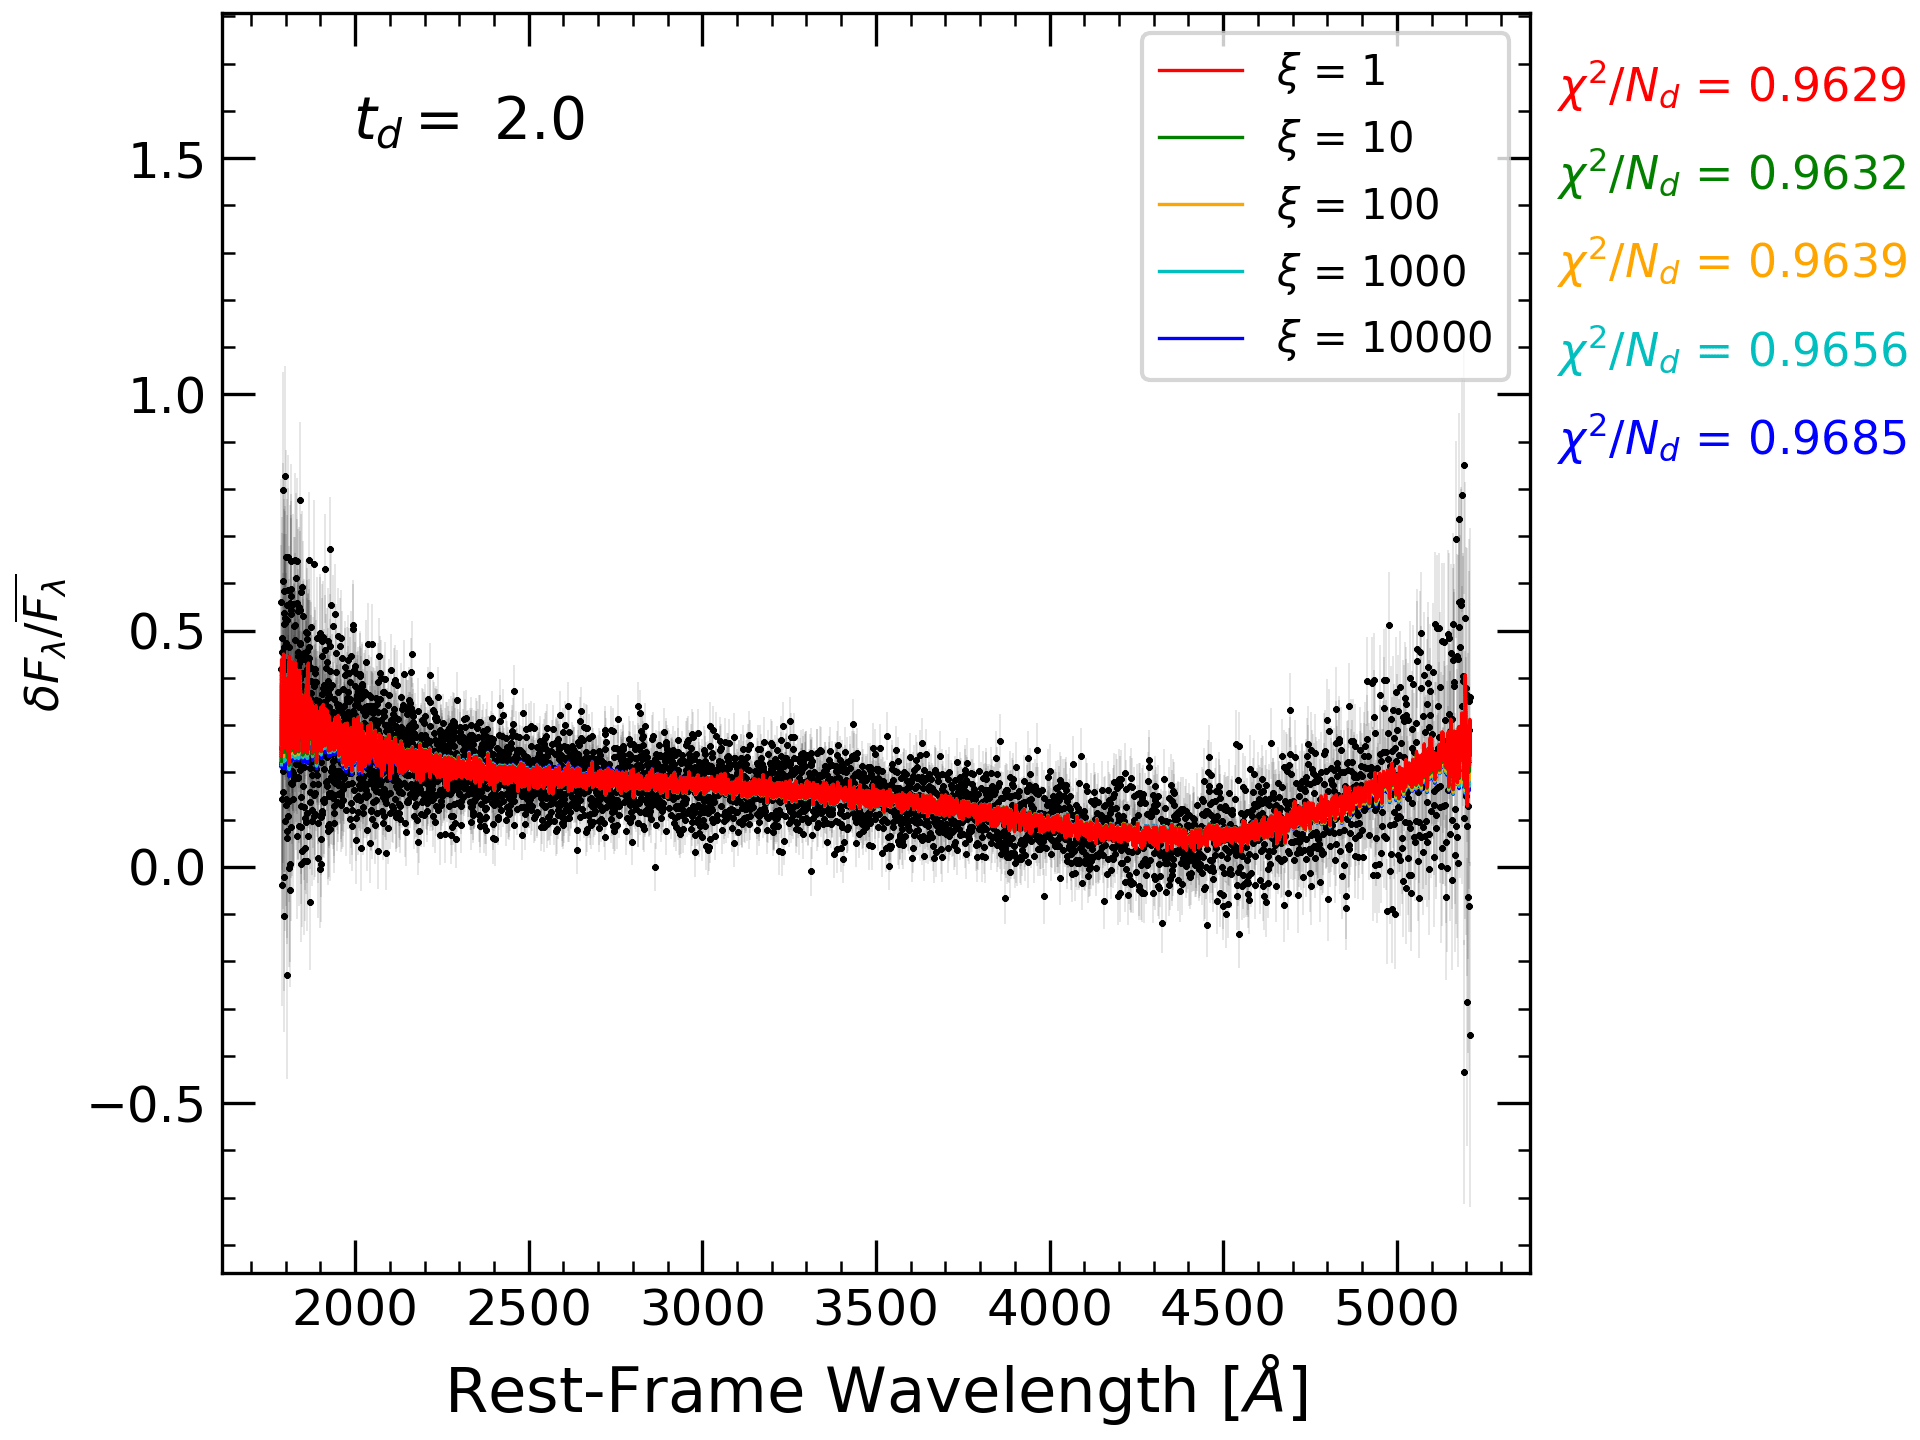 t_d = 2.0
ξ = 1
ξ = 10
ξ = 100
ξ = 1000
ξ = 10000
χ²/N_d = 0.9629
χ²/N_d = 0.9632
χ²/N_d = 0.9639
χ²/N_d = 0.9656
χ²/N_d = 0.9685
δF_λ/F̅_λ
1.5
1.0
0.5
0.0
−0.5
2000 2500 3000 3500 4000 4500 5000
Rest-Frame Wavelength [Å]